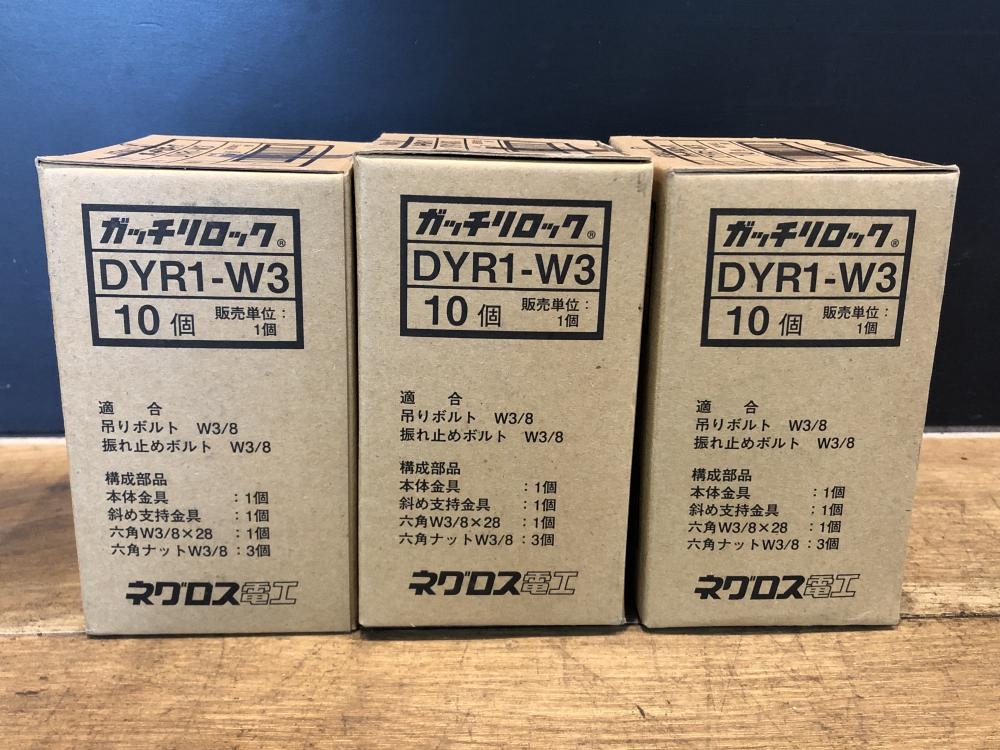 ガッチリロック®
DYR1-W3
10個 販売単位：
1個
適 合
吊りボルト W3/8
振れ止めボルト W3/8
構成部品
本体金具 ：1個
斜め支持金具 ：1個
六角W3/8×28 ：1個
六角ナットW3/8 ：3個
ネグロス電工
ガッチリロック®
DYR1-W3
10個 販売単位：
1個
適 合
吊りボルト W3/8
振れ止めボルト W3/8
構成部品
本体金具 ：1個
斜め支持金具 ：1個
六角W3/8×28 ：1個
六角ナットW3/8 ：3個
ネグロス電工
ガッチリロック®
DYR1-W3
10個 販売単位：
1個
適 合
吊りボルト W3/8
振れ止めボルト W3/8
構成部品
本体金具 ：1個
斜め支持金具 ：1個
六角W3/8×28 ：1個
六角ナットW3/8 ：3個
ネグロス電工